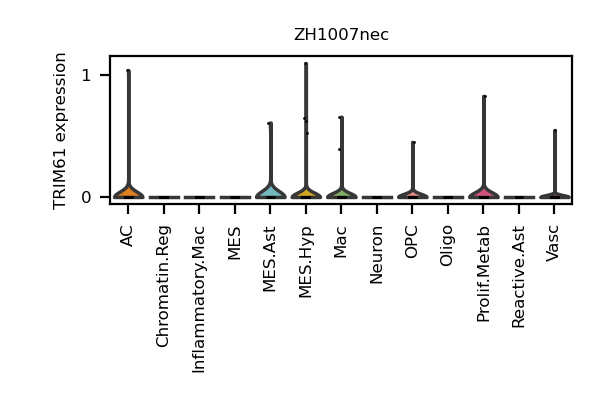 ZH1007nec
TRIM61 expression
1
0
AC
Chromatin.Reg
Inflammatory.Mac
MES
MES.Ast
MES.Hyp
Mac
Neuron
OPC
Oligo
Prolif.Metab
Reactive.Ast
Vasc